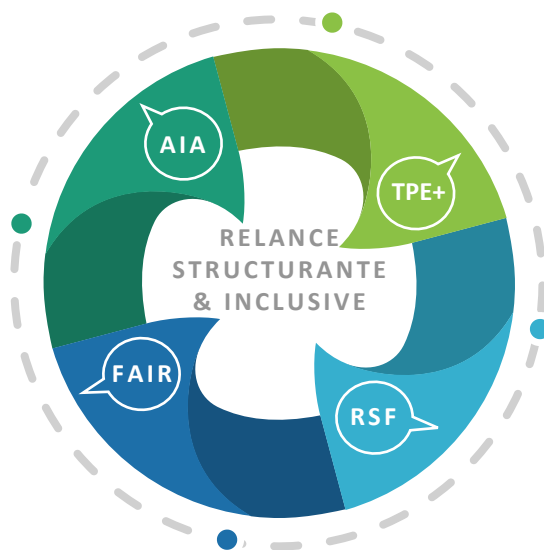 AIA
TPE+
RELANCE
STRUCTURANTE
& INCLUSIVE
FAIR
RSF